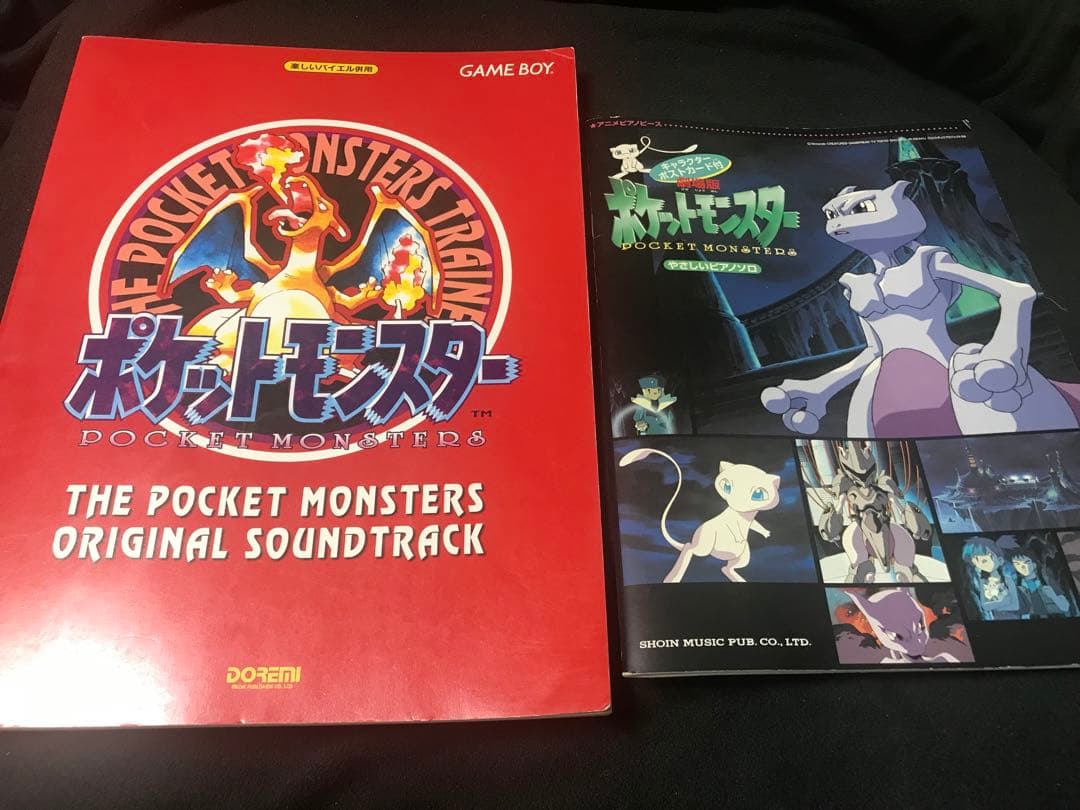 楽しいバイエル併用
GAME BOY
THE POCKET MONSTERS TRAINE
ポケットモンスター
TM
POCKET MONSTERS
THE POCKET MONSTERS
ORIGINAL SOUNDTRACK
DOREMI
★アニメピアノピース
キャラクター
ポストカード付
劇場版
ポケットモンスター
POCKET MONSTERS
やさしいピアノソロ
SHOIN MUSIC PUB. CO., LTD.